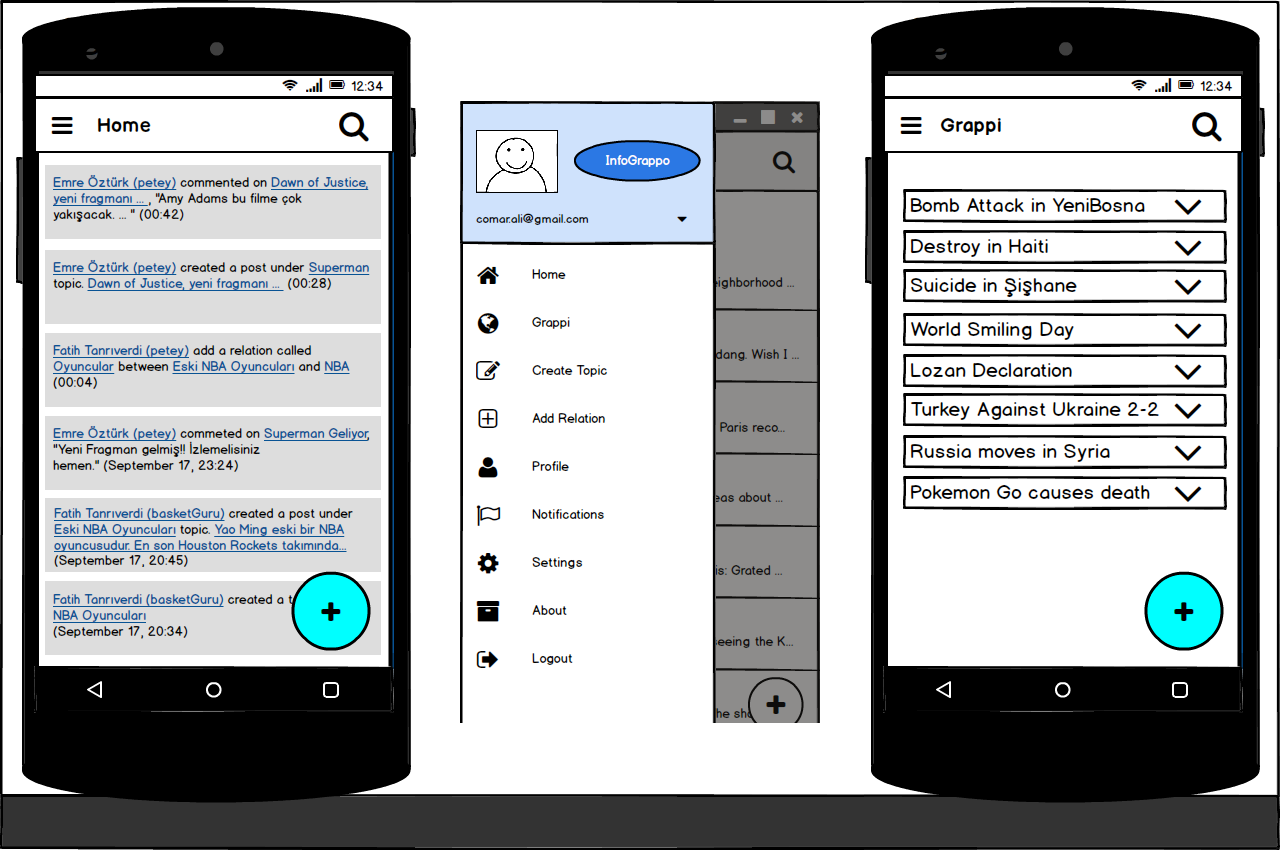 12:34
Home
Emre Öztürk (petey) commented on Dawn of Justice,
yeni fragmanı ... , "Amy Adams bu filme çok
yakışacak. ... " (00:42)
Emre Öztürk (petey) created a post under Superman
topic. Dawn of Justice, yeni fragmanı ... (00:28)
Fatih Tanrıverdi (petey) add a relation called
Oyuncular between Eski NBA Oyuncuları and NBA
(00:04)
Emre Öztürk (petey) commeted on Superman Geliyor,
"Yeni Fragman gelmiş!! İzlemelisiniz
hemen." (September 17, 23:24)
Fatih Tanrıverdi (basketGuru) created a post under
Eski NBA Oyuncuları topic. Yao Ming eski bir NBA
oyuncusudur. En son Houston Rockets takımında...
(September 17, 20:45)
Fatih Tanrıverdi (basketGuru) created a
NBA Oyuncuları
(September 17, 20:34)
InfoGrappo
comar.ali@gmail.com
Home
Grappi
Create Topic
Add Relation
Profile
Notifications
Settings
About
Logout
eighborhood ...
dang. Wish I ...
Paris reco...
eas about ...
is: Grated ...
seeing the K...
he sho
12:34
Grappi
Bomb Attack in YeniBosna
Destroy in Haiti
Suicide in Şişhane
World Smiling Day
Lozan Declaration
Turkey Against Ukraine 2-2
Russia moves in Syria
Pokemon Go causes death